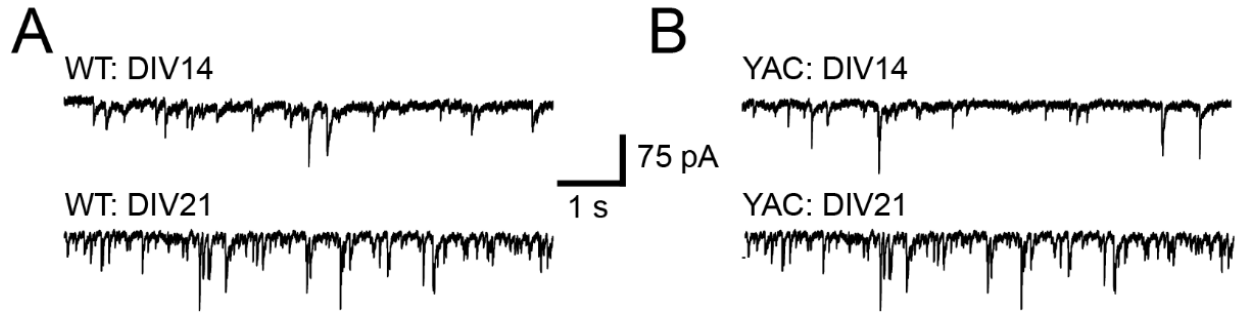 A
WT: DIV14
WT: DIV21
75 pA
1 s
B
YAC: DIV14
YAC: DIV21